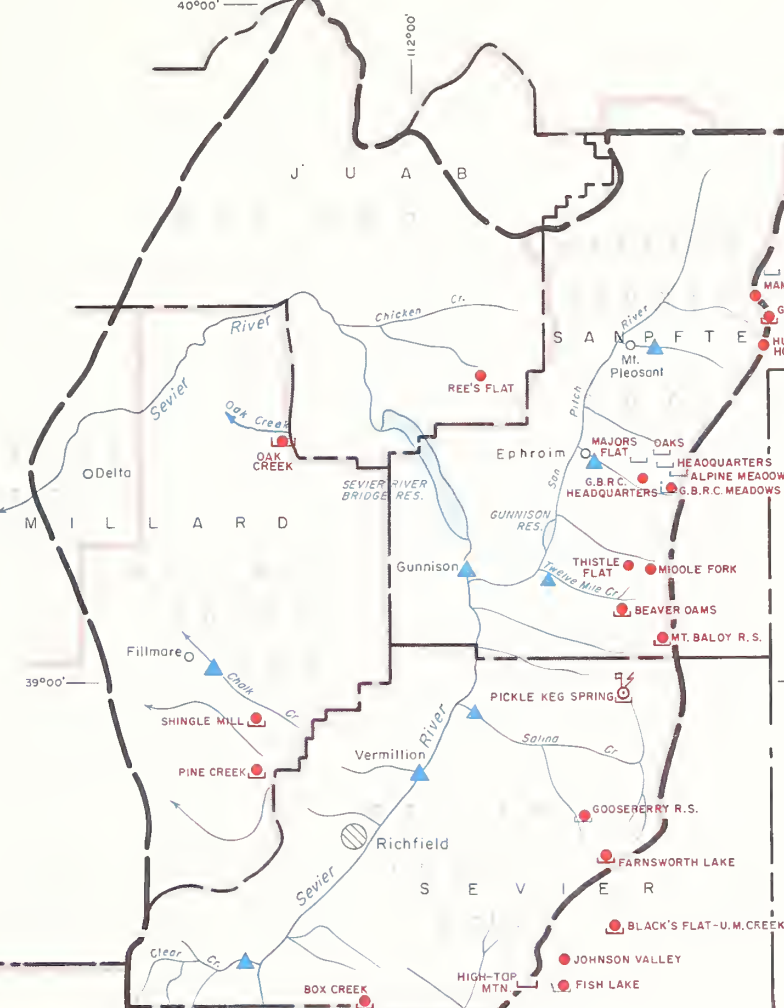 40°00'
112°00'
J U A B
MAN
G
HU
HO
Chicken Cr.
River
Sevier
River
S A N P E T E
Mt.
Pleasant
REE'S FLAT
Oak Creek
OAK
CREEK
Pitch
San
MAJORS
FLAT
OAKS
Ephroim
HEADQUARTERS
ALPINE MEADOW
G.B.R.C.
HEADQUARTERS
G.B.R.C. MEADOWS
Delta
SEVIER RIVER
BRIDGE RES.
M I L L A R D
GUNNISON
RES.
Gunnison
THISTLE
FLAT
MIDDLE FORK
Twelve Mile Cr.
BEAVER DAMS
MT. BALDY R.S.
Fillmore
Chalk Cr.
39°00'
PICKLE KEG SPRING
SHINGLE MILL
River
Salina Cr.
Vermillion
PINE CREEK
GOOSEBERRY R.S.
Richfield
FARNSWORTH LAKE
Sevier
S E V I E R
BLACK'S FLAT-U.M. CREEK
Clear Cr.
JOHNSON VALLEY
HIGH-TOP
MTN.
FISH LAKE
BOX CREEK